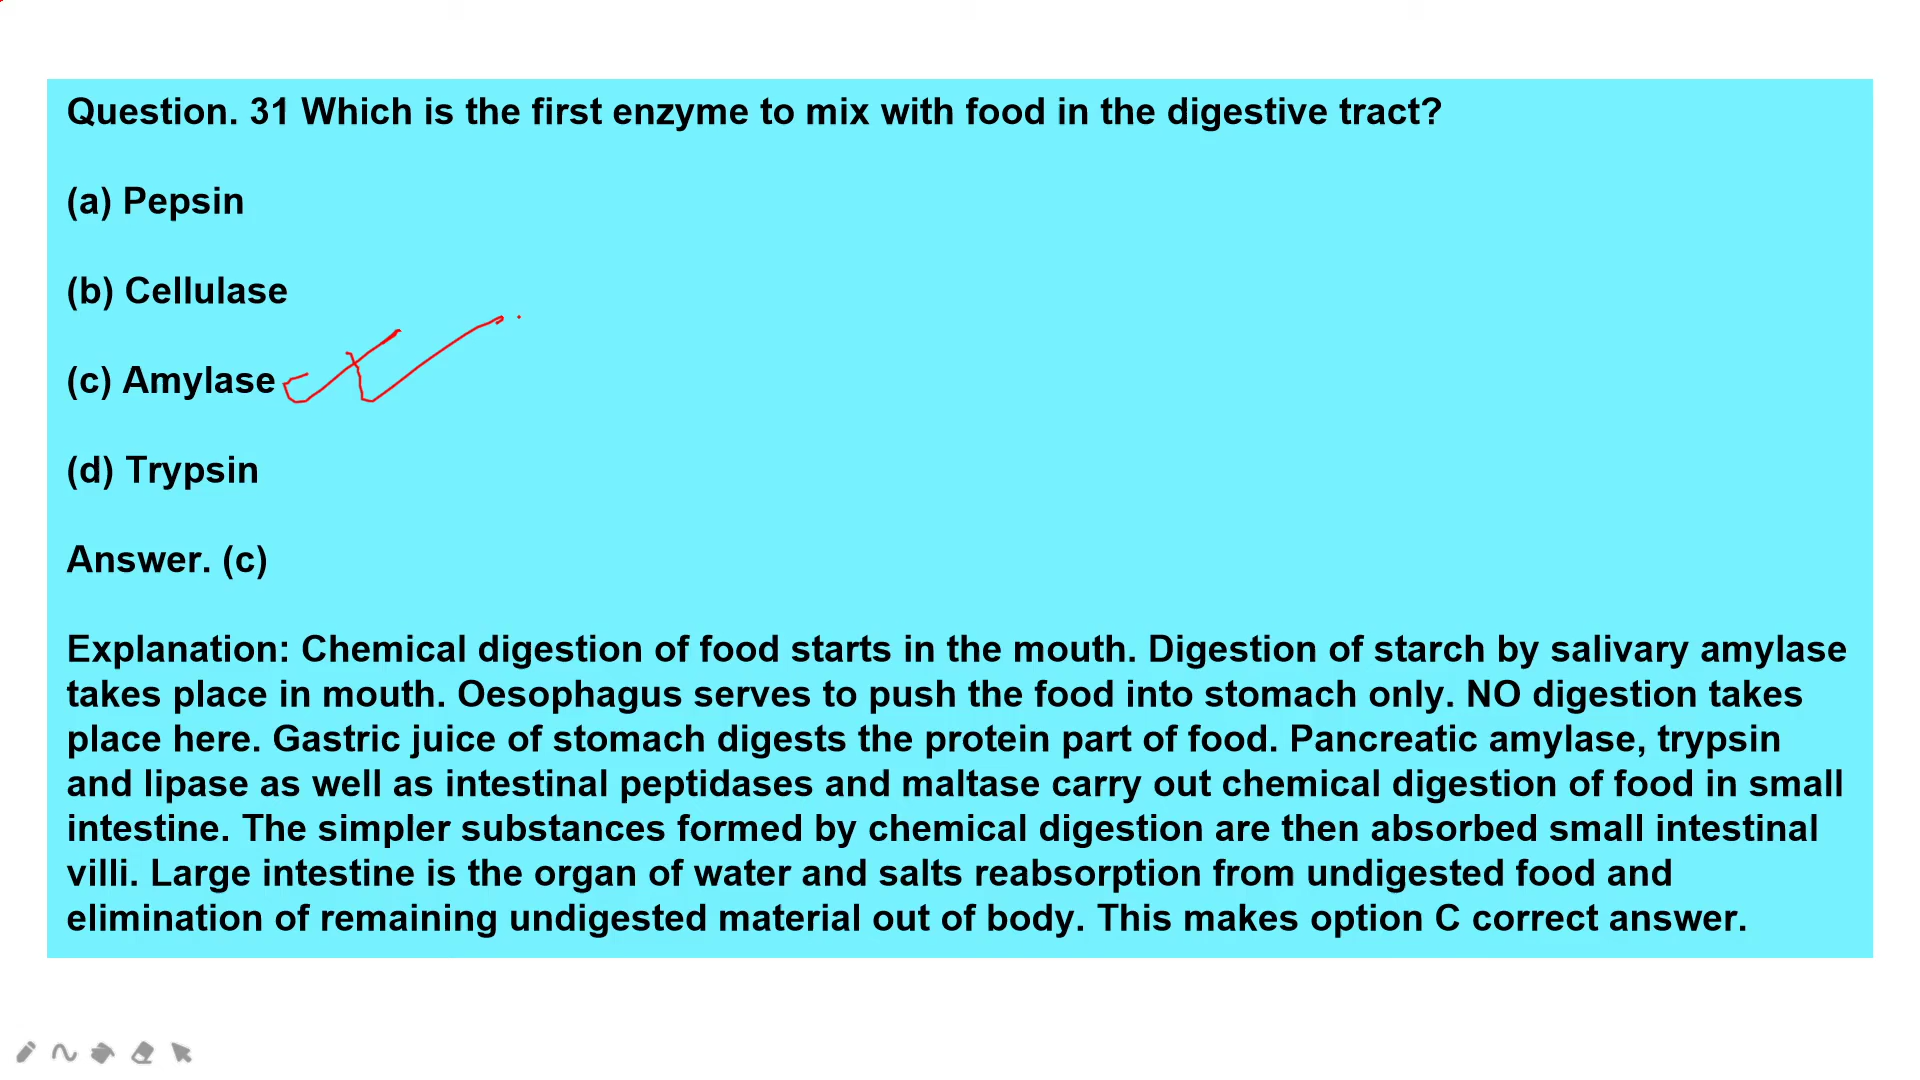 Question. 31 Which is the first enzyme to mix with food in the digestive tract?
(a) Pepsin
(b) Cellulase
(c) Amylase
(d) Trypsin
Answer. (c)
Explanation: Chemical digestion of food starts in the mouth. Digestion of starch by salivary amylase
takes place in mouth. Oesophagus serves to push the food into stomach only. NO digestion takes
place here. Gastric juice of stomach digests the protein part of food. Pancreatic amylase, trypsin
and lipase as well as intestinal peptidases and maltase carry out chemical digestion of food in small
intestine. The simpler substances formed by chemical digestion are then absorbed small intestinal
villi. Large intestine is the organ of water and salts reabsorption from undigested food and
elimination of remaining undigested material out of body. This makes option C correct answer.